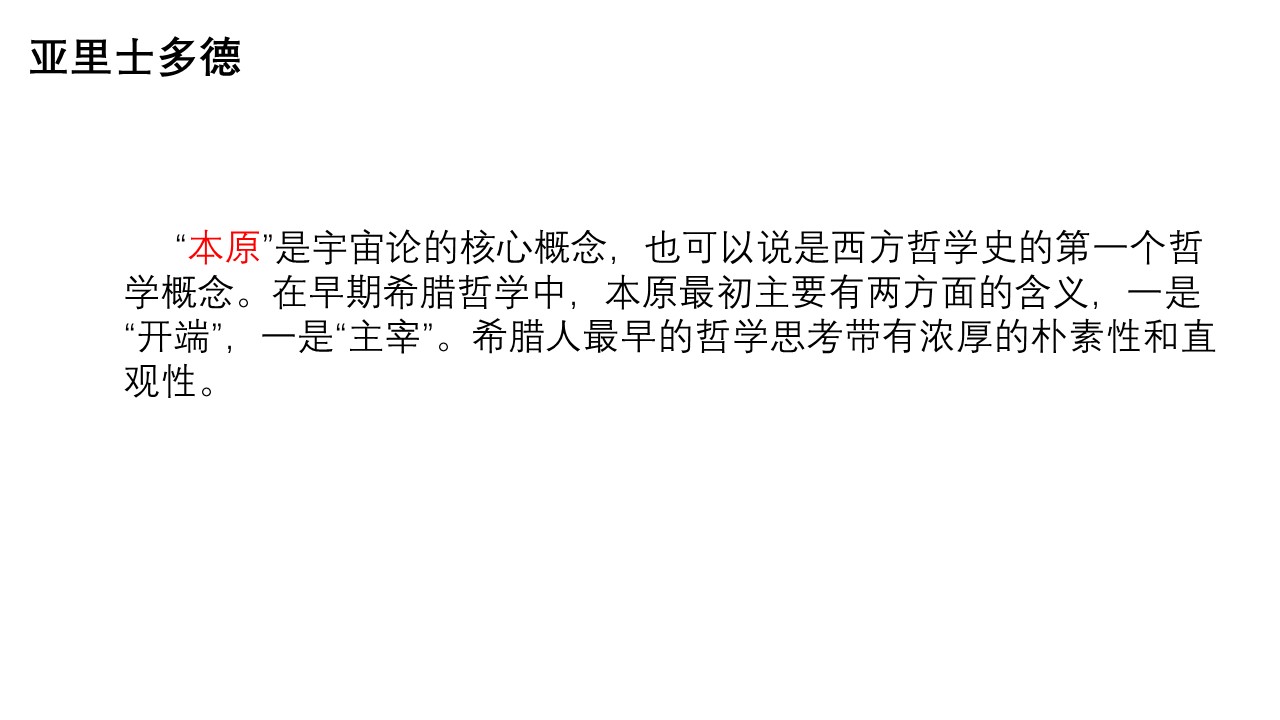 亚里士多德
“本原”是宇宙论的核心概念，也可以说是西方哲学史的第一个哲
学概念。在早期希腊哲学中，本原最初主要有两方面的含义，一是
“开端”，一是“主宰”。希腊人最早的哲学思考带有浓厚的朴素性和直
观性。